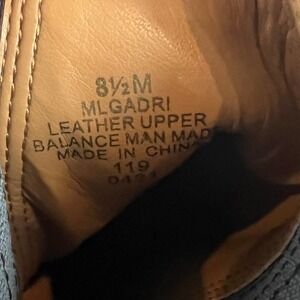 8½M
MLGADRI
LEATHER UPPER
BALANCE MAN MAD
MADE IN CHINA
119